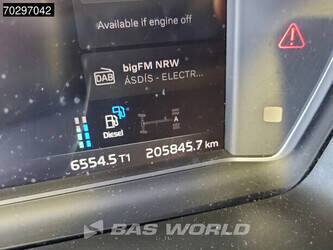 70297042
Available if engine off
DAB
bigFM NRW
ÁSDÍS - ELECTR...
Diesel
A
6554.5 T1
205845.7 km
BAS WORLD